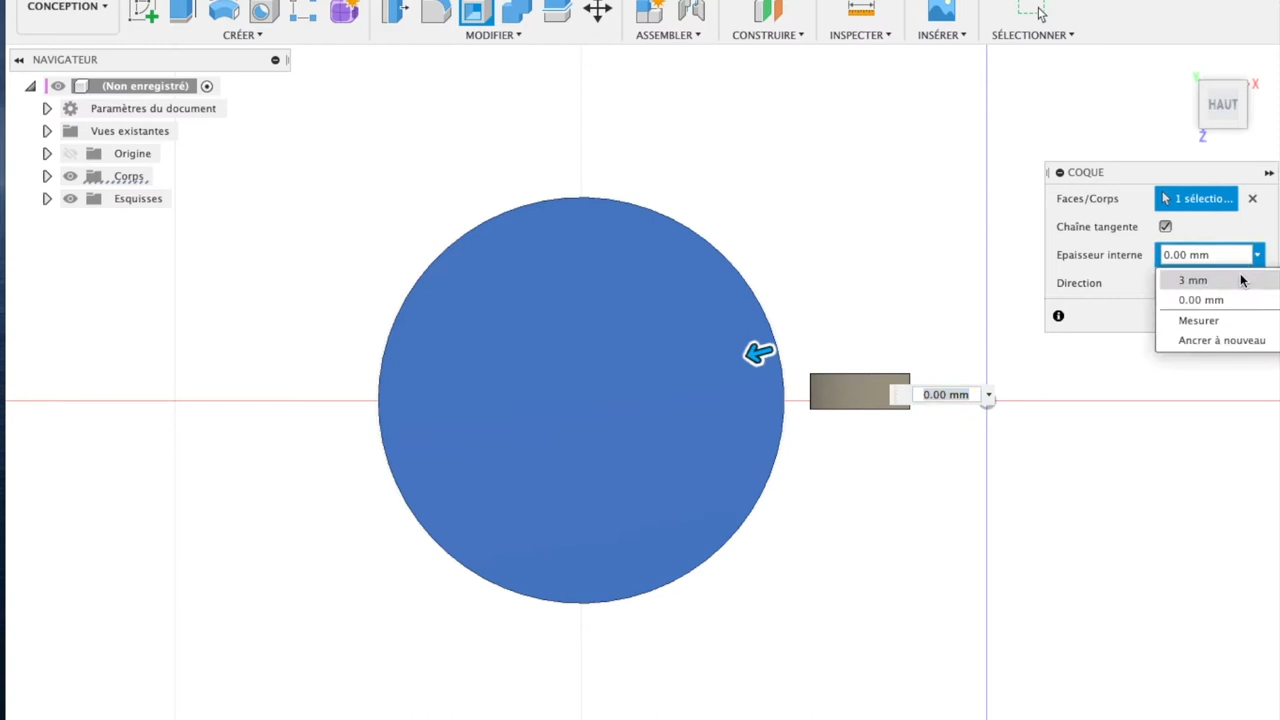 CONCEPTION
CRÉER
MODIFIER
ASSEMBLER
CONSTRUIRE
INSPECTER
INSÉRER
SÉLECTIONNER
NAVIGATEUR
(Non enregistré)
Paramètres du document
Vues existantes
Origine
Corps
Esquisses
HAUT
X
Y
Z
COQUE
Faces/Corps
1 sélectio...
Chaîne tangente
Epaisseur interne
0.00 mm
Direction
3 mm
0.00 mm
Mesurer
Ancrer à nouveau
0.00 mm